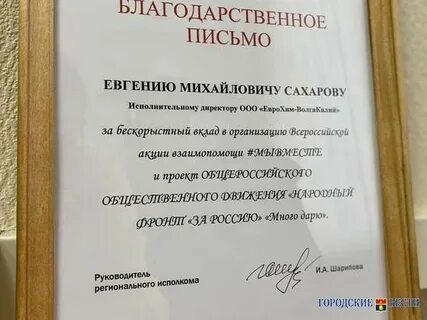 БЛАГОДАРСТВЕННОЕ
ПИСЬМО
ЕВГЕНИЮ МИХАЙЛОВИЧУ САХАРОВУ
Исполнительному директору ООО «ЕвроХим-ВолгаКалий»
за бескорыстный вклад в организацию Всероссийской
акции взаимопомощи #МЫВМЕСТЕ
и проект ОБЩЕРОССИЙСКОГО
ОБЩЕСТВЕННОГО ДВИЖЕНИЯ «НАРОДНЫЙ
ФРОНТ «ЗА РОССИЮ» «Много дарю».
Руководитель
регионального исполкома
И.А. Шарипова
ГОРОДСКИЕ ВЕСТИ